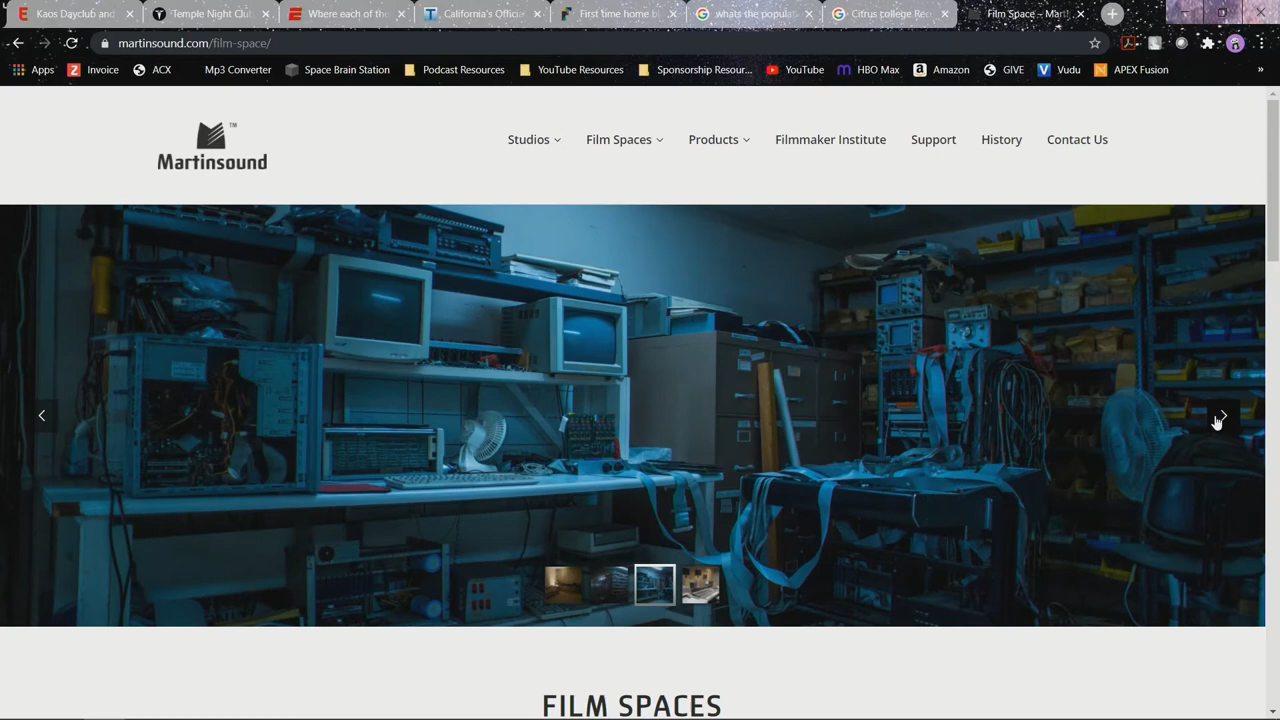 Kaos Dayclub and
Temple Night Clu
Where each of the
California's Officia
First time home b
whats the populati
Citrus college Rec
Film Space – Mart
martinsound.com/film-space/
Apps
Invoice
ACX
Mp3 Converter
Space Brain Station
Podcast Resources
YouTube Resources
Sponsorship Resour...
YouTube
HBO Max
Amazon
GIVE
Vudu
APEX Fusion
»
Martinsound
TM
Studios
Film Spaces
Products
Filmmaker Institute
Support
History
Contact Us
FILM SPACES